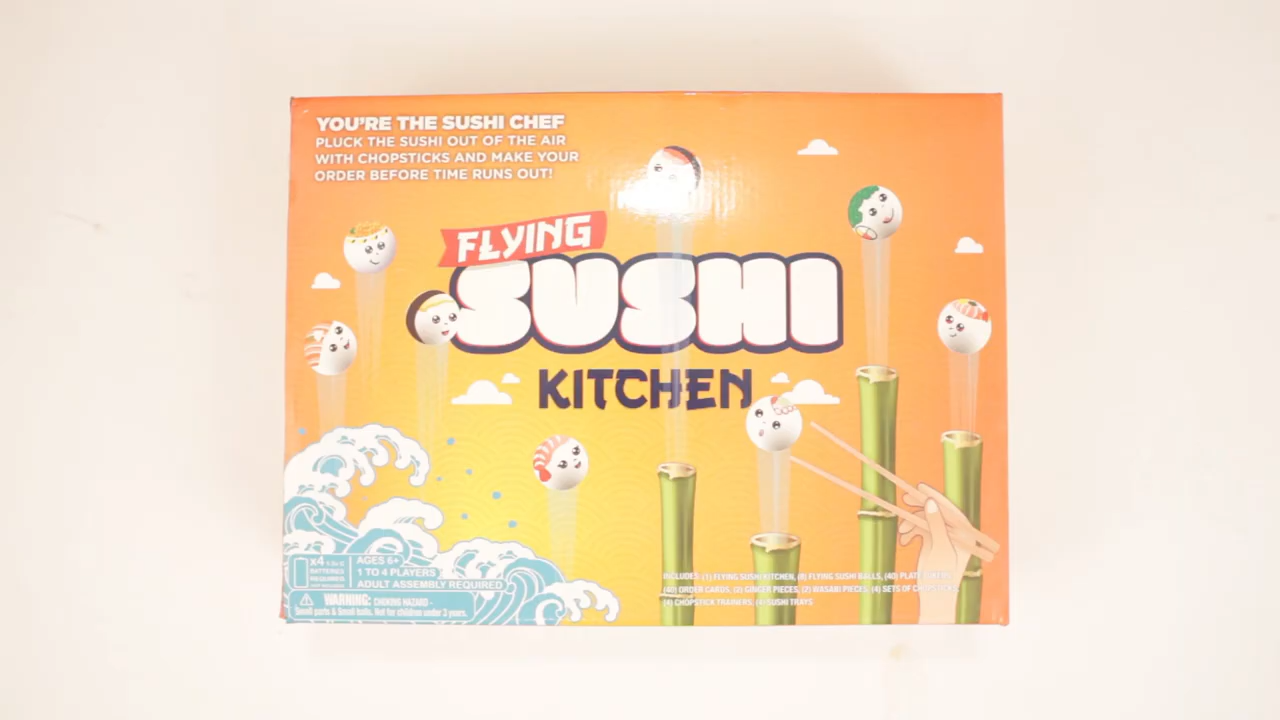 YOU'RE THE SUSHI CHEF
PLUCK THE SUSHI OUT OF THE AIR
WITH CHOPSTICKS AND MAKE YOUR
ORDER BEFORE TIME RUNS OUT!
FLYING
SUSHI
KITCHEN
x4
BATTERIES
REQUIRED
AGES 6+
1 TO 4 PLAYERS
ADULT ASSEMBLY REQUIRED
WARNING: CHOKING HAZARD -
Small parts & Small balls. Not for children under 3 years.
INCLUDES: (1) FLYING SUSHI KITCHEN, (8) FLYING SUSHI BALLS, (40) PLATE
(40) ORDER CARDS, (2) GINGER PIECES, (2) WASABI PIECES, (4) SETS OF CHOPSTICKS,
(4) CHOPSTICK TRAINERS, (4) SUSHI TRAYS